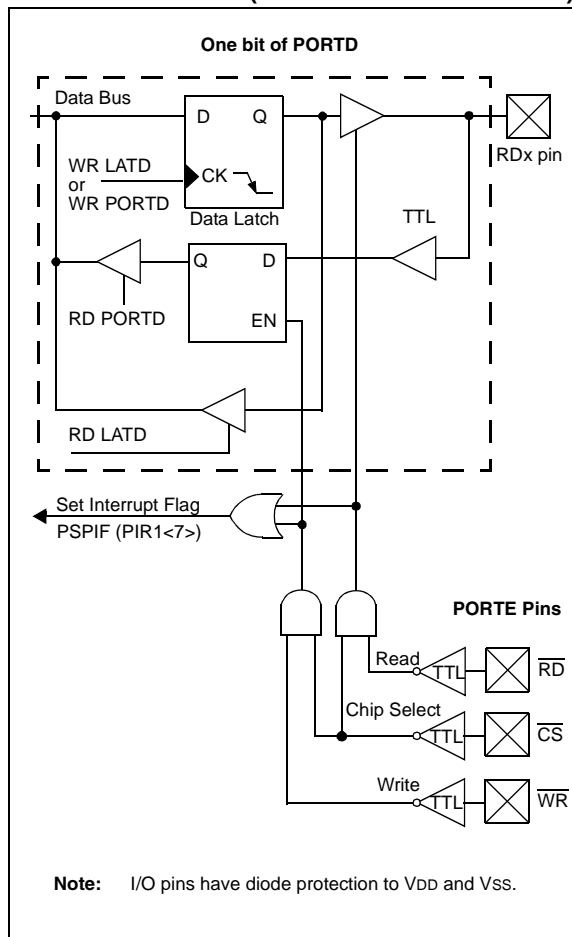 One bit of PORTD
Data Bus
D Q
RDx pin
WR LATD
or
WR PORTD
CK
Data Latch
TTL
Q D
EN
RD PORTD
RD LATD
Set Interrupt Flag
PSPIF (PIR1<7>)
PORTE Pins
Read
TTL
RD
Chip Select
TTL
CS
Write
TTL
WR
Note: I/O pins have diode protection to VDD and VSS.